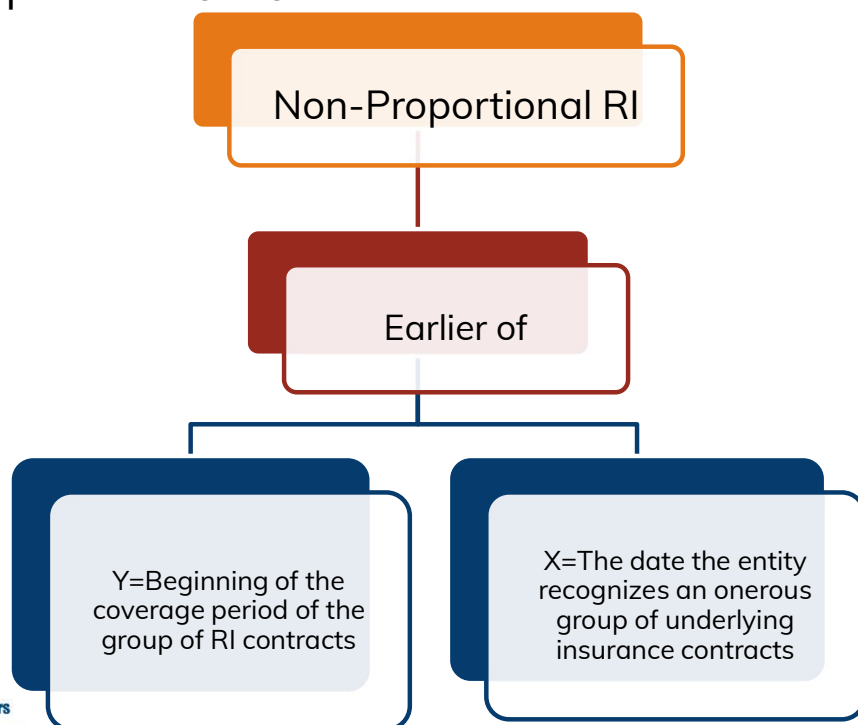 Non-Proportional RI
Earlier of
Y=Beginning of the
coverage period of the
group of RI contracts
X=The date the entity
recognizes an onerous
group of underlying
insurance contracts
rs